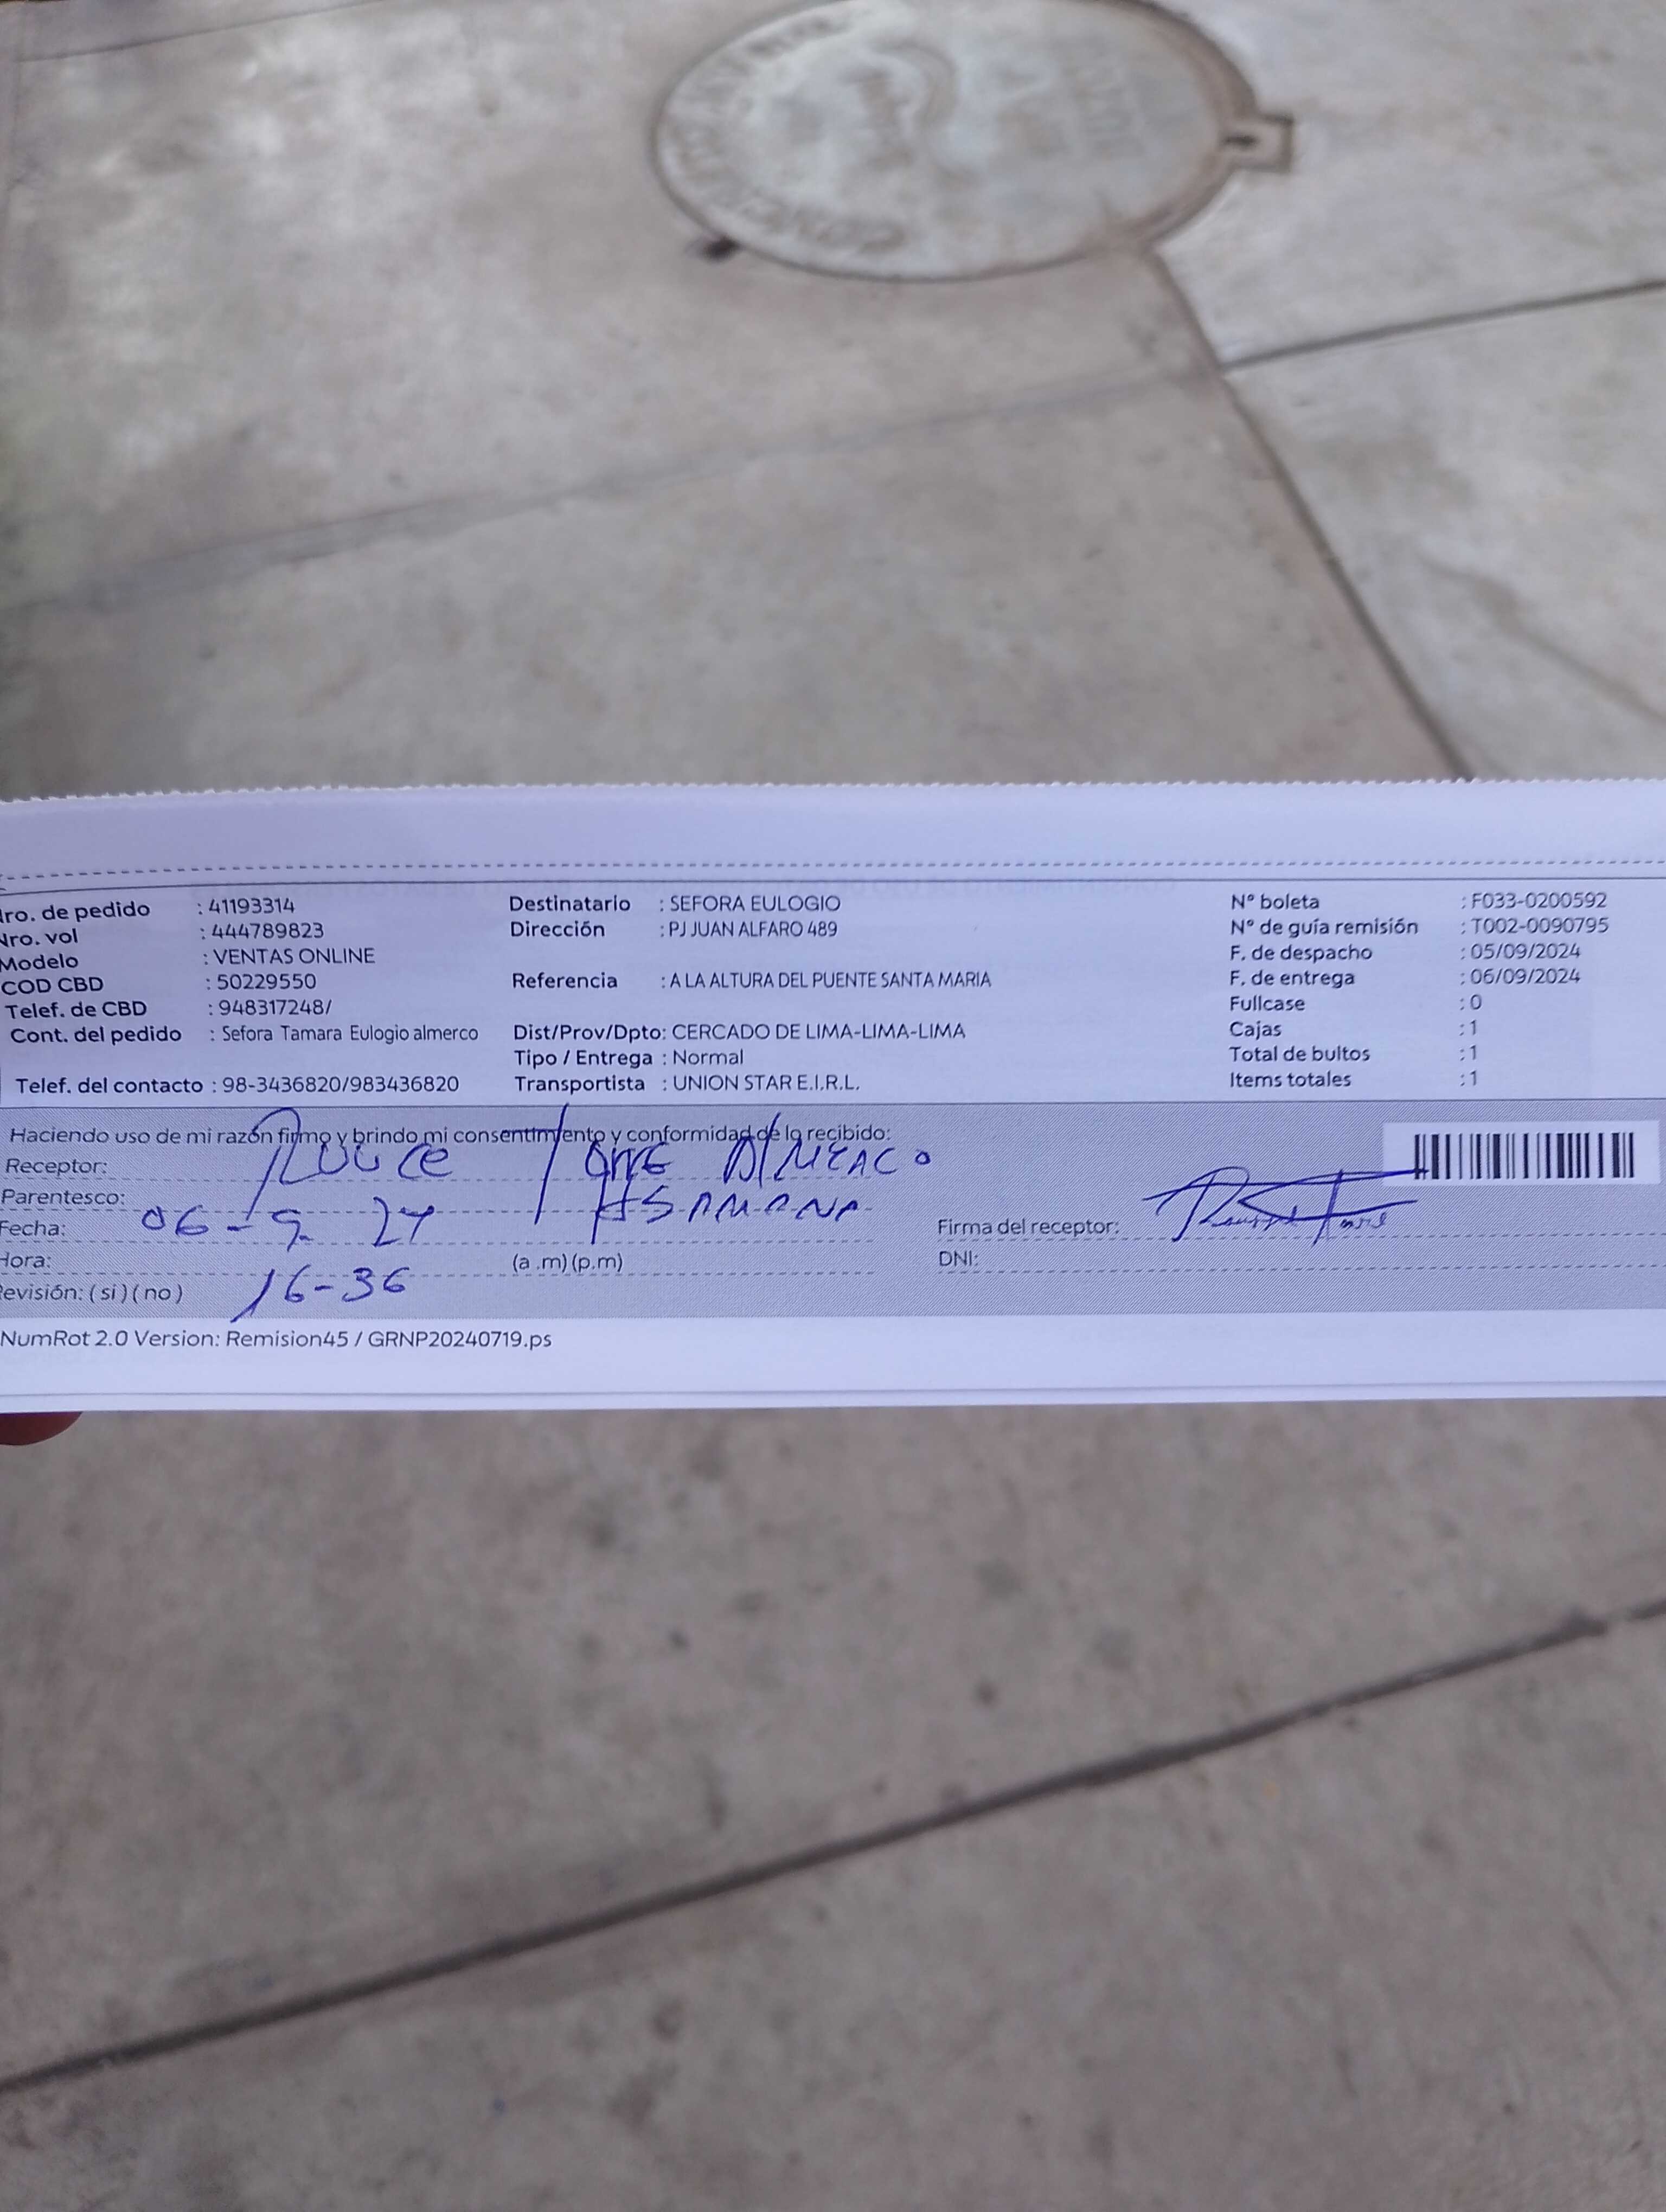 Nro. de pedido : 41193314
Nro. vol : 444789823
Modelo : VENTAS ONLINE
COD CBD : 50229550
Telef. de CBD : 948317248/
Cont. del pedido : Sefora Tamara Eulogio almerco
Telef. del contacto : 98-3436820/983436820
Destinatario : SEFORA EULOGIO
Dirección : PJ JUAN ALFARO 489
Referencia : A LA ALTURA DEL PUENTE SANTA MARIA
Dist/Prov/Dpto: CERCADO DE LIMA-LIMA-LIMA
Tipo / Entrega : Normal
Transportista : UNION STAR E.I.R.L.
N° boleta : F033-0200592
N° de guía remisión : T002-0090795
F. de despacho : 05/09/2024
F. de entrega : 06/09/2024
Fullcase : 0
Cajas : 1
Total de bultos : 1
Items totales : 1
Haciendo uso de mi razón firmo y brindo mi consentimiento y conformidad de lo recibido:
Receptor:
Parentesco:
Fecha: 06-9-24
Firma del receptor:
Hora: 16-36 (a .m) (p.m)
DNI:
Revisión: ( si ) ( no )
NumRot 2.0 Version: Remision45 / GRNP20240719.ps